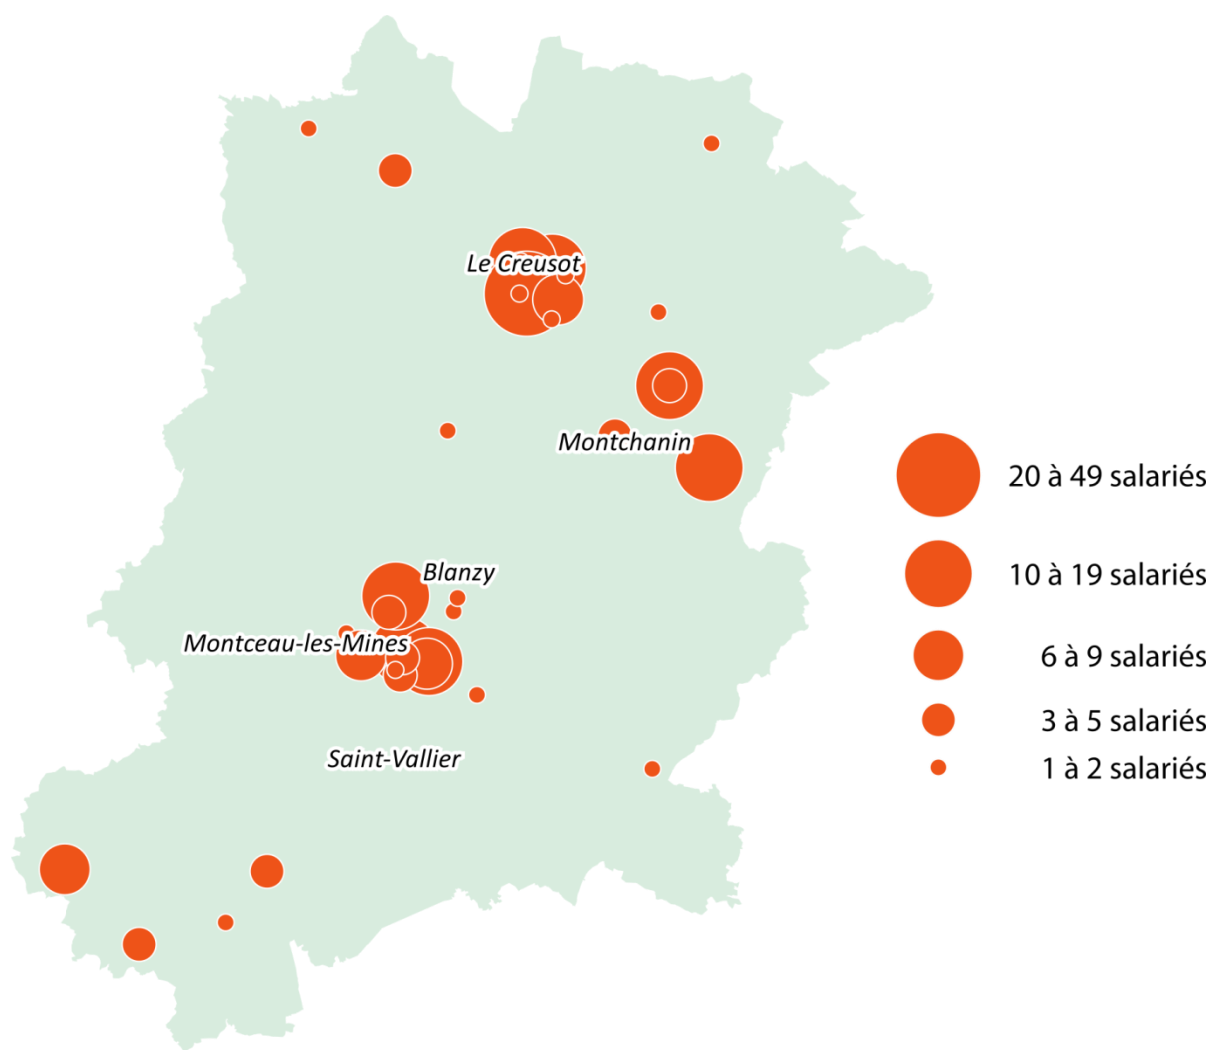 Le Creusot
Montchanin
20 à 49 salariés
10 à 19 salariés
Blanzy
Montceau-les-Mines
6 à 9 salariés
3 à 5 salariés
Saint-Vallier
1 à 2 salariés